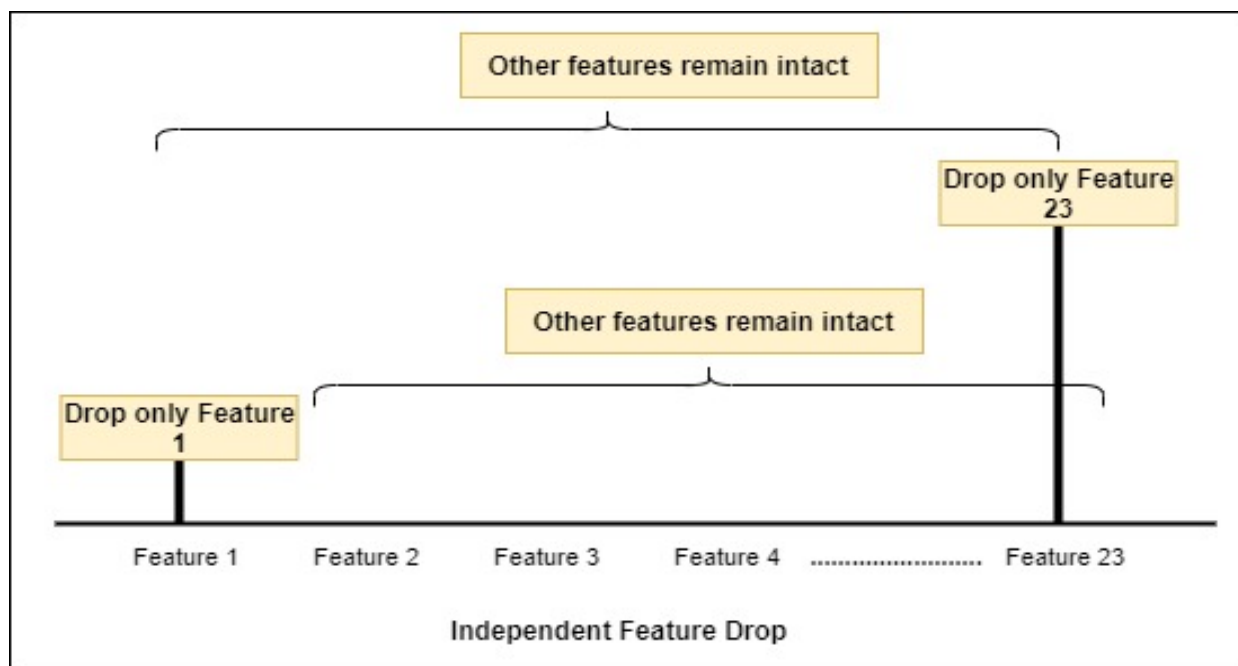 Other features remain intact
Drop only Feature
23
Other features remain intact
Drop only Feature
1
Feature 1 Feature 2 Feature 3 Feature 4 ......................... Feature 23
Independent Feature Drop